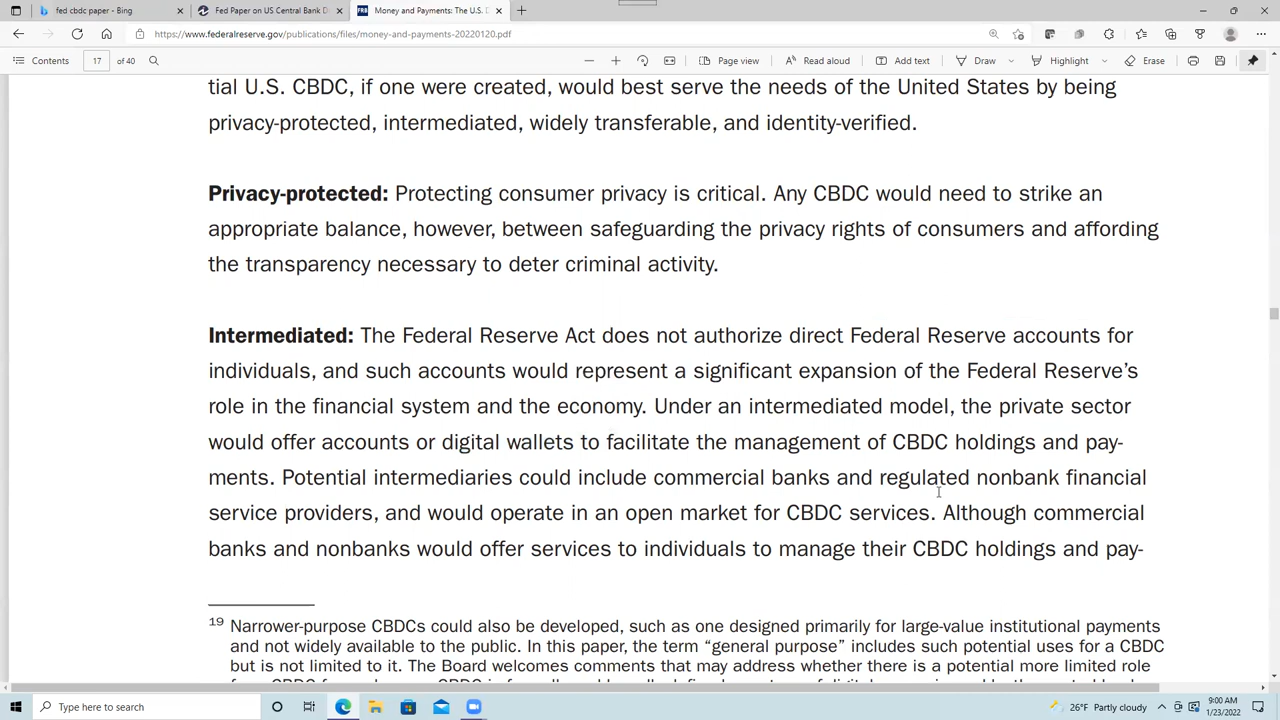 fed cbdc paper - Bing
Fed Paper on US Central Bank D
Money and Payments: The U.S. D
https://www.federalreserve.gov/publications/files/money-and-payments-20220120.pdf
Contents 17 of 40 Page view Read aloud Add text Draw Highlight Erase
tial U.S. CBDC, if one were created, would best serve the needs of the United States by being
privacy-protected, intermediated, widely transferable, and identity-verified.
Privacy-protected: Protecting consumer privacy is critical. Any CBDC would need to strike an
appropriate balance, however, between safeguarding the privacy rights of consumers and affording
the transparency necessary to deter criminal activity.
Intermediated: The Federal Reserve Act does not authorize direct Federal Reserve accounts for
individuals, and such accounts would represent a significant expansion of the Federal Reserve’s
role in the financial system and the economy. Under an intermediated model, the private sector
would offer accounts or digital wallets to facilitate the management of CBDC holdings and pay-
ments. Potential intermediaries could include commercial banks and regulated nonbank financial
service providers, and would operate in an open market for CBDC services. Although commercial
banks and nonbanks would offer services to individuals to manage their CBDC holdings and pay-
19 Narrower-purpose CBDCs could also be developed, such as one designed primarily for large-value institutional payments
and not widely available to the public. In this paper, the term “general purpose” includes such potential uses for a CBDC
but is not limited to it. The Board welcomes comments that may address whether there is a potential more limited role
Type here to search
26°F Partly cloudy
9:00 AM
1/23/2022